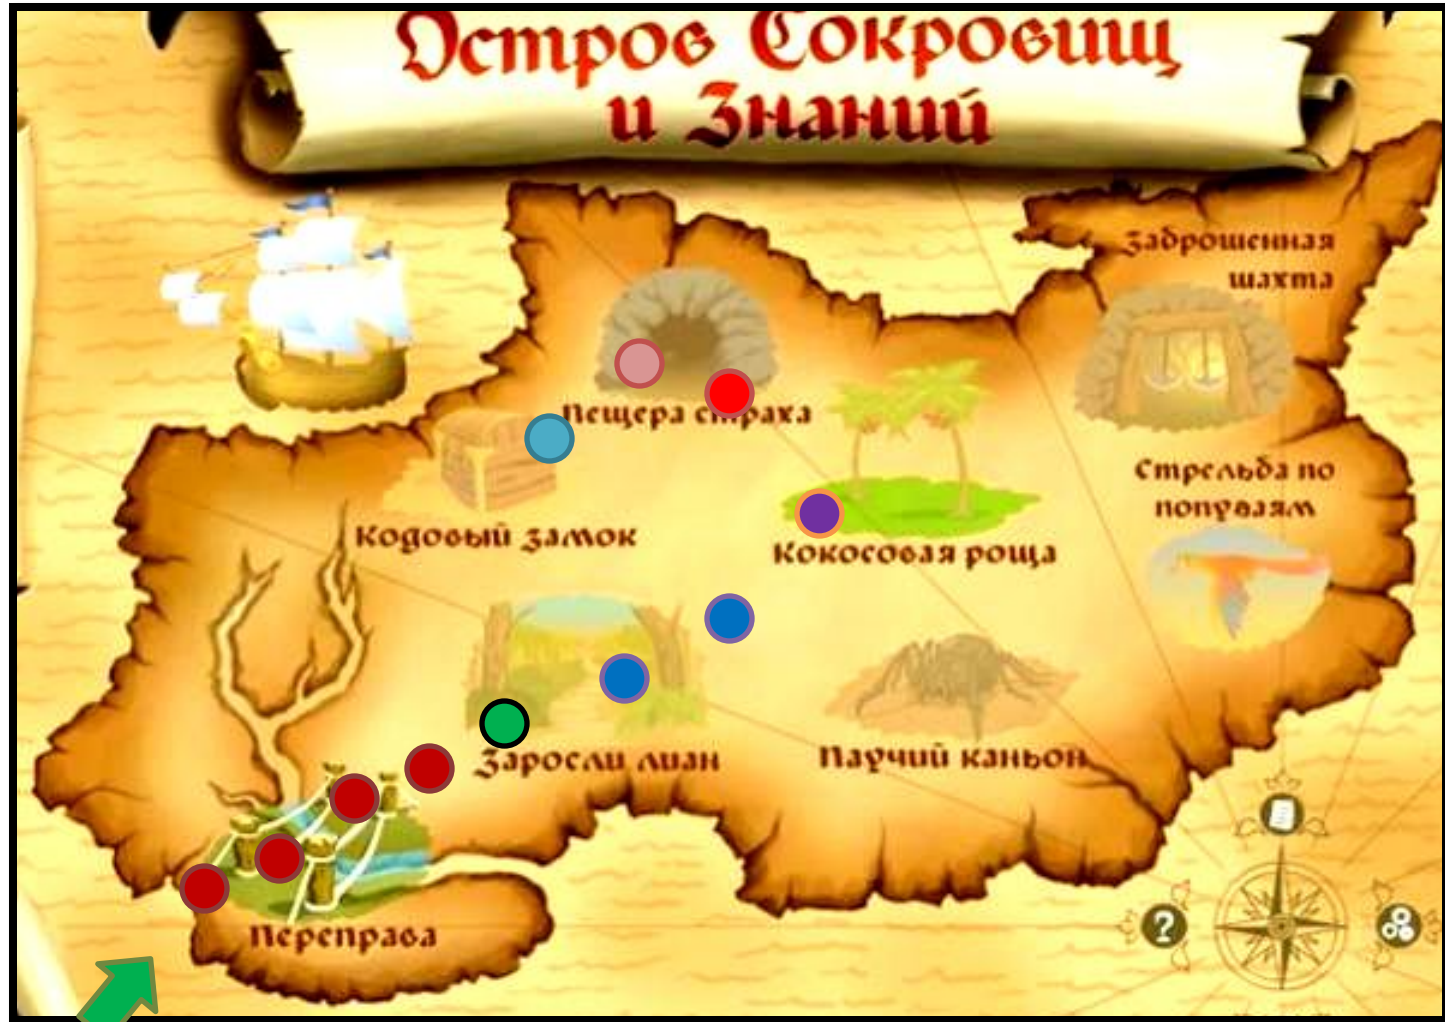 Остров Сокровищ
и Знаний
Заброшенная
шахта
Пещера страха
Стрельба по
попугаям
Кодовый замок
Кокосовая роща
Заросли лиан
Паучий каньон
Переправа
?